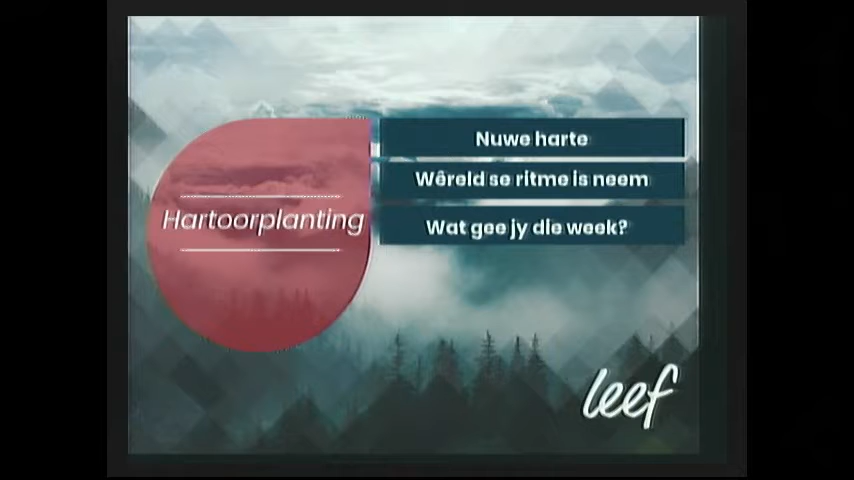 Hartoorplanting
Nuwe harte
Wêreld se ritme is neem
Wat gee jy die week?
leef